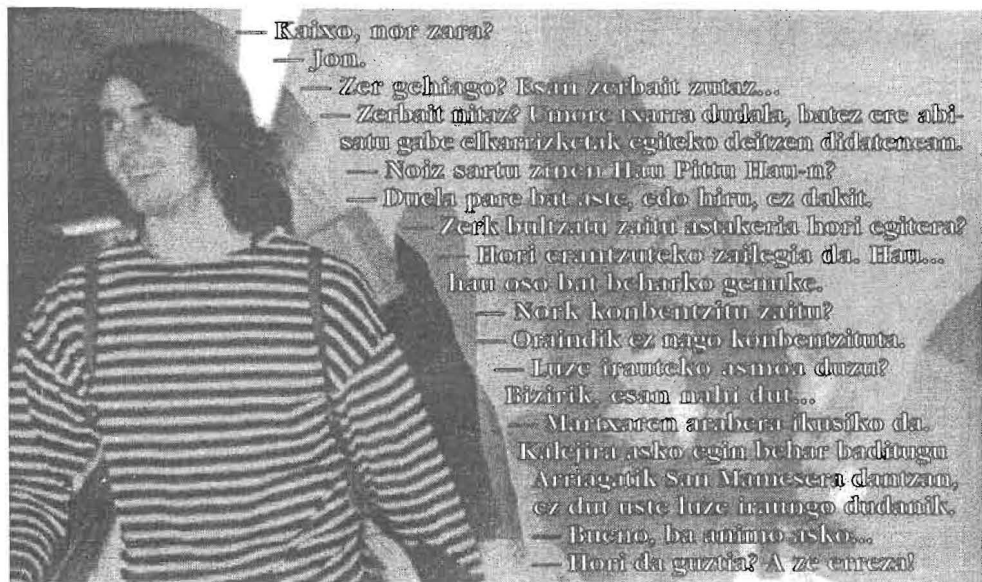 — Kaixo, nor zara?
— Jon.
— Zer gehiago? Esan zerbait zutaz...
— Zerbait nitaz? Umore txarra dudala, batez ere abi-
satu gabe elkarrizketak egiteko deitzen didatenean.
— Noiz sartu zinen Hau Pittu Hau-n?
— Duela pare bat aste, edo hiru, ez dakit.
— Zerk bultzatu zaitu astakeria hori egitera?
— Hori erantzuteko zailegia da. Hau...
hau oso bat beharko genuke.
— Nork konbentzitu zaitu?
— Oraindik ez nago konbentzituta.
— Luze irauteko asmoa duzu?
Bizirik, esan nahi dut...
— Martxaren arabera ikusiko da.
Kalejira asko egin behar baditugu
Arriagatik San Mamesera dantzan,
ez dut uste luze iraungo dudanik.
— Bueno, ba animo asko...
— Hori da guztia? A ze erreza!